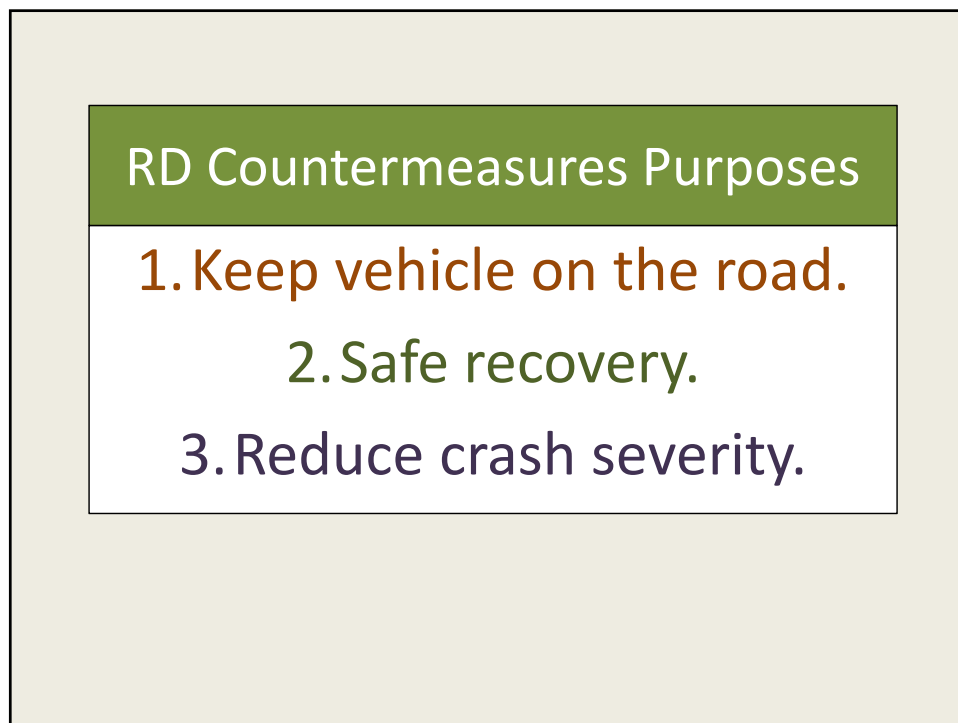 RD Countermeasures Purposes
1. Keep vehicle on the road.
2. Safe recovery.
3. Reduce crash severity.